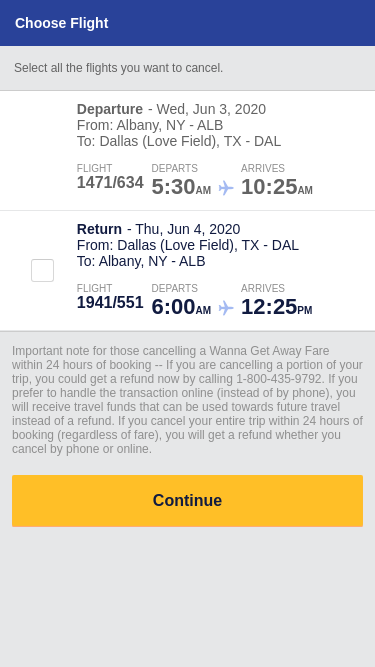 Choose Flight
Select all the flights you want to cancel.
Departure - Wed, Jun 3, 2020
From: Albany, NY - ALB
To: Dallas (Love Field), TX - DAL
FLIGHT DEPARTS ARRIVES
1471/634 5:30AM 10:25AM
Return - Thu, Jun 4, 2020
From: Dallas (Love Field), TX - DAL
To: Albany, NY - ALB
FLIGHT DEPARTS ARRIVES
1941/551 6:00AM 12:25PM
Important note for those cancelling a Wanna Get Away Fare
within 24 hours of booking -- If you are cancelling a portion of your
trip, you could get a refund now by calling 1-800-435-9792. If you
prefer to handle the transaction online (instead of by phone), you
will receive travel funds that can be used towards future travel
instead of a refund. If you cancel your entire trip within 24 hours of
booking (regardless of fare), you will get a refund whether you
cancel by phone or online.
Continue